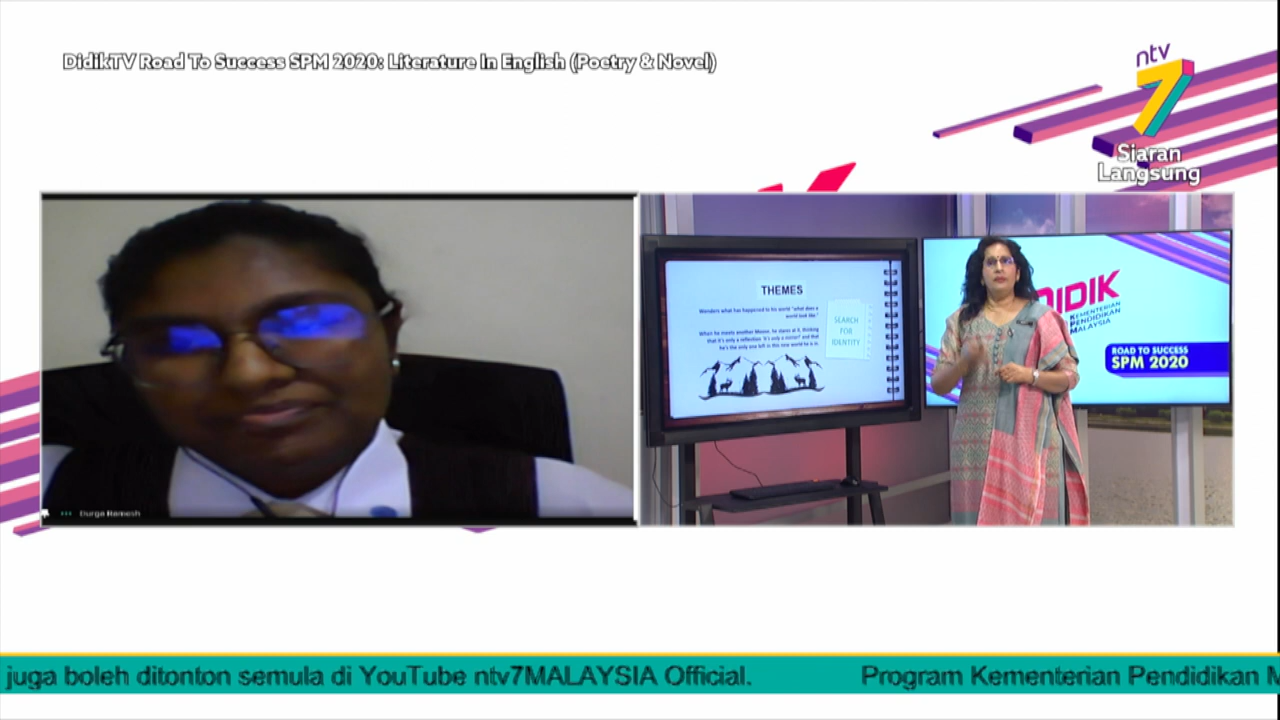 DidikTV Road To Success SPM 2020: Literature In English (Poetry & Novel)
ntv
7
Siaran
Langsung
Durga Ramesh
THEMES
Wonders what has happened to his world "what does a
world look like."
When he meets another Moose, he stares at it, thinking
that it's only a reflection 'it's only a mirror!' and that
he's the only one left in this new world he is in.
SEARCH
FOR
IDENTITY
DIDIK
KEMENTERIAN
PENDIDIKAN
MALAYSIA
ROAD TO SUCCESS
SPM 2020
juga boleh ditonton semula di YouTube ntv7MALAYSIA Official. Program Kementerian Pendidikan M